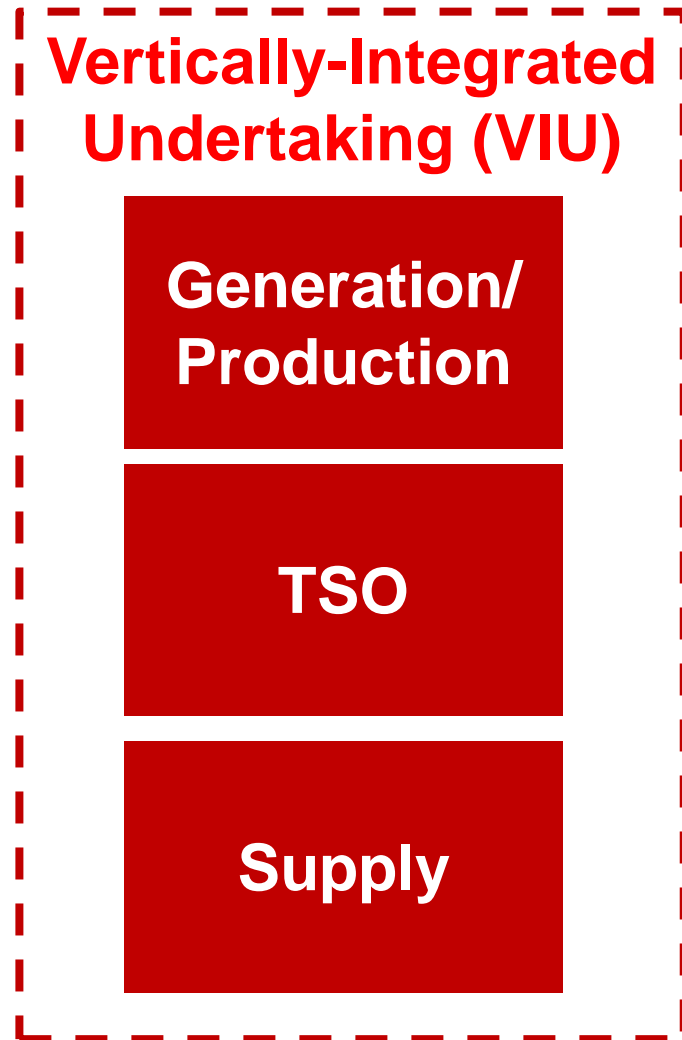 Vertically-Integrated
Undertaking (VIU)
Generation/
Production
TSO
Supply